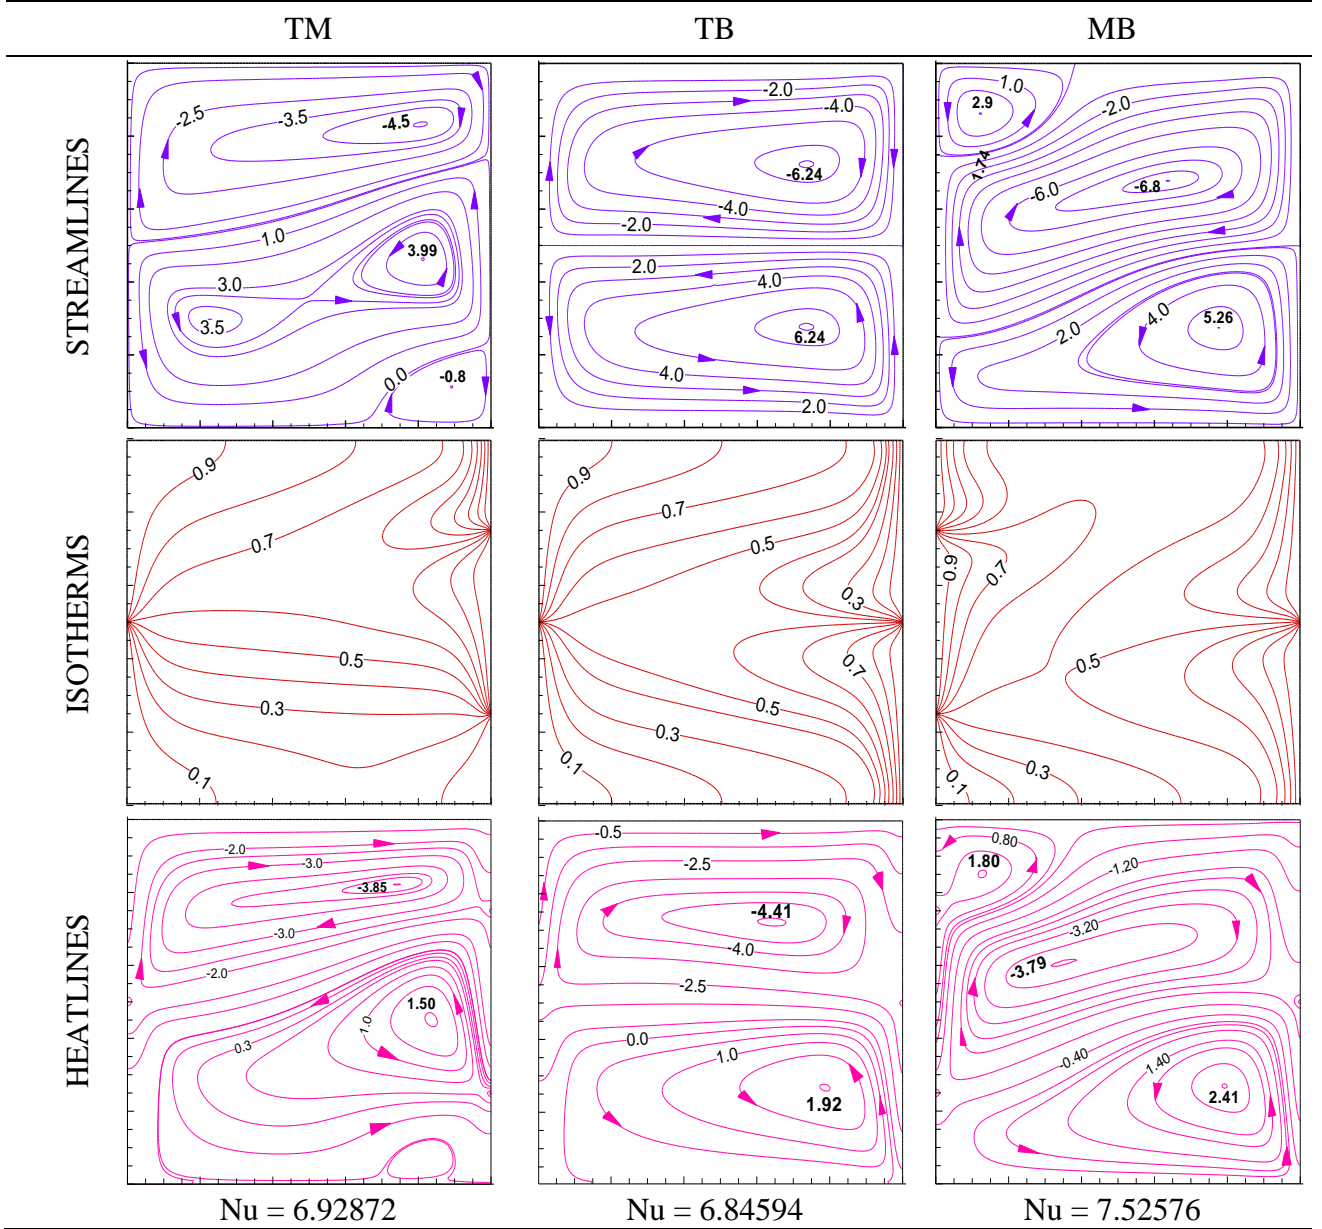 TM TB MB
STREAMLINES
-2.5 -3.5 -4.5 1.0 3.99 3.0 3.5 0.0 -0.8
-2.0 -4.0 -6.24 -4.0 -2.0 2.0 4.0 6.24 4.0 2.0
2.9 1.0 -2.0 1.74 -6.0 -6.8 2.0 -4.0 5.26
ISOTHERMS
0.9 0.7 0.5 0.3 0.1
0.9 0.7 0.5 0.3 0.7 0.5 0.3 0.1
0.9 0.7 0.5 0.3 0.1
HEATLINES
-2.0 -3.0 -3.85 -3.0 -2.0 1.50 1.0 0.3
-0.5 -2.5 -4.41 -4.0 -2.5 0.0 1.0 1.92
0.80 1.80 -1.20 -3.20 -3.79 -0.40 1.40 2.41
Nu = 6.92872 Nu = 6.84594 Nu = 7.52576